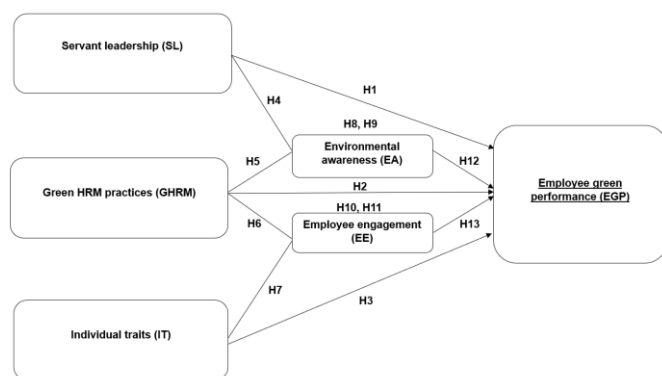 Servant leadership (SL)
H1
H4
H8, H9
Environmental
awareness (EA)
H5
H12
Green HRM practices (GHRM)
H2
Employee green
performance (EGP)
H10, H11
H6
Employee engagement
(EE)
H13
H7
H3
Individual traits (IT)